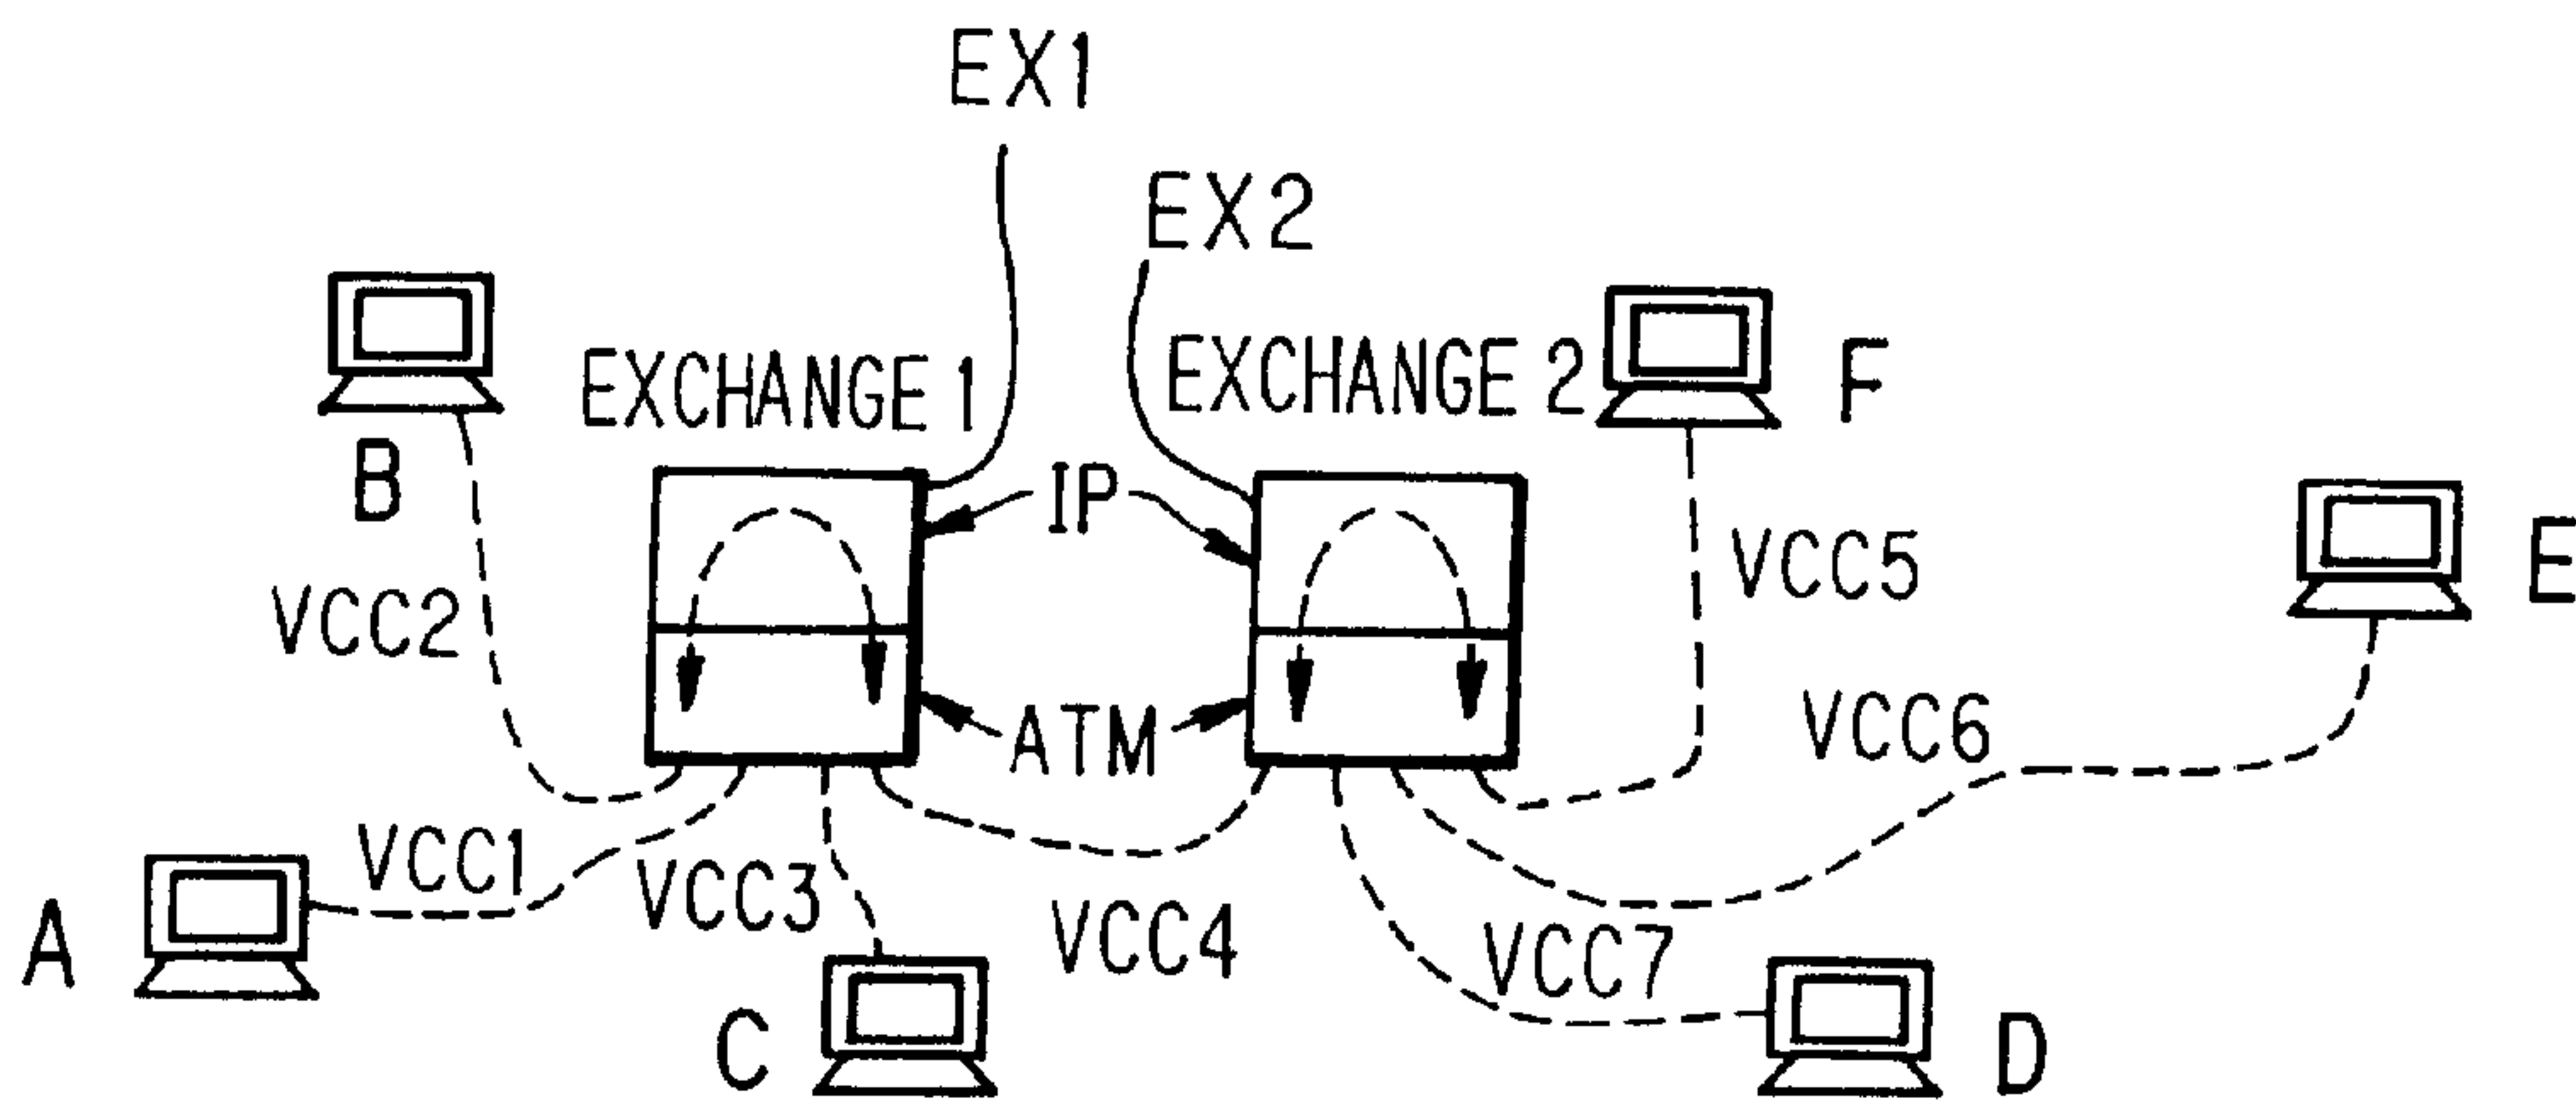 EX1
EX2
EXCHANGE 1
EXCHANGE 2
F
B
IP
E
VCC5
VCC2
VCC6
ATM
VCC1
VCC3
A
VCC4
VCC7
C
D